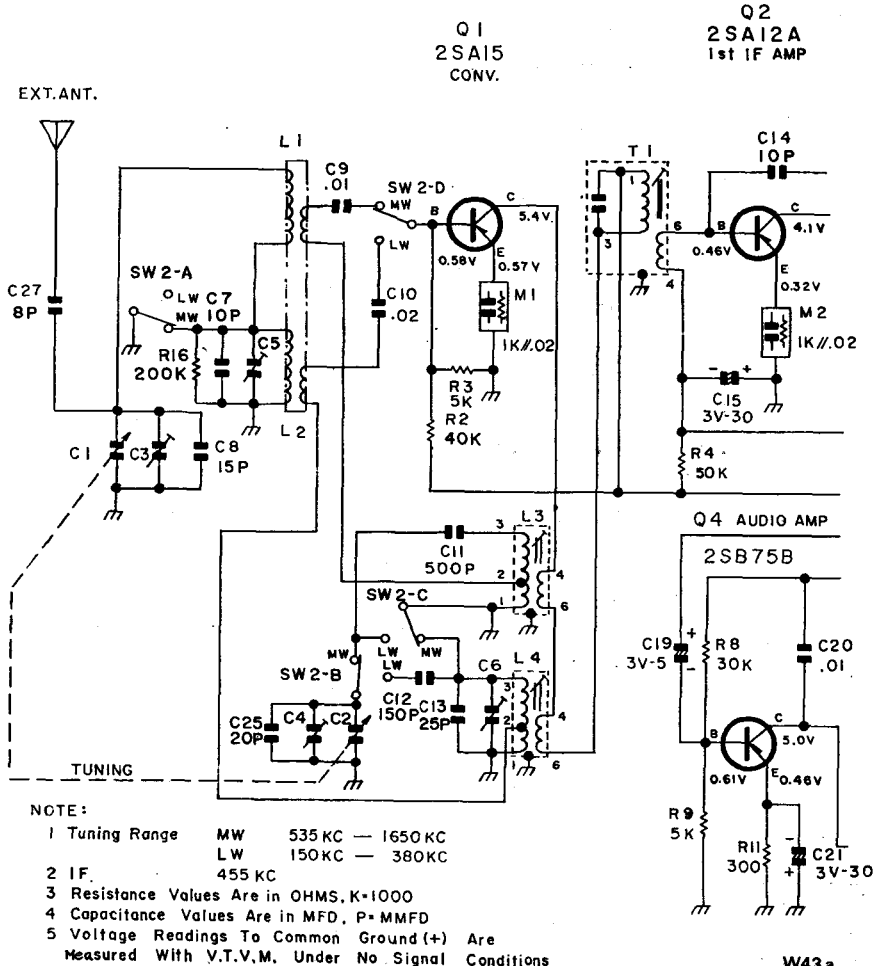 Q1
2SA15
CONV.
Q2
2SA12A
1st IF AMP
EXT.ANT.
L1
C9
.01
SW2-D
MW
LW
B
C
5.4V
E
0.57V
0.58V
M1
1K//.02
T1
1
3
6
4
C14
10P
B
C
4.1V
0.46V
E
0.32V
M2
1K//.02
C27
8P
SW2-A
LW
MW
C7
10P
C5
R16
200K
C10
.02
R3
5K
R2
40K
C15
3V-30
-
+
L2
C1
C3
C8
15P
R4
50K
Q4 AUDIO AMP
2SB75B
L3
3
2
1
4
6
C11
500P
SW2-C
LW
MW
MW
LW
SW2-B
C12
150P
C13
25P
C6
L4
3
2
4
6
C25
20P
C4
C2
C19
3V-5
+
-
R8
30K
C20
.01
B
C
5.0V
0.61V
E
0.46V
R9
5K
R11
300
-
+
C21
3V-30
TUNING
NOTE:
1 Tuning Range MW 535KC — 1650KC
LW 150KC — 380KC
2 IF. 455KC
3 Resistance Values Are in OHMS, K=1000
4 Capacitance Values Are in MFD, P=MMFD
5 Voltage Readings To Common Ground (+) Are
Measured With V.T.V.M. Under No Signal Conditions
W43a